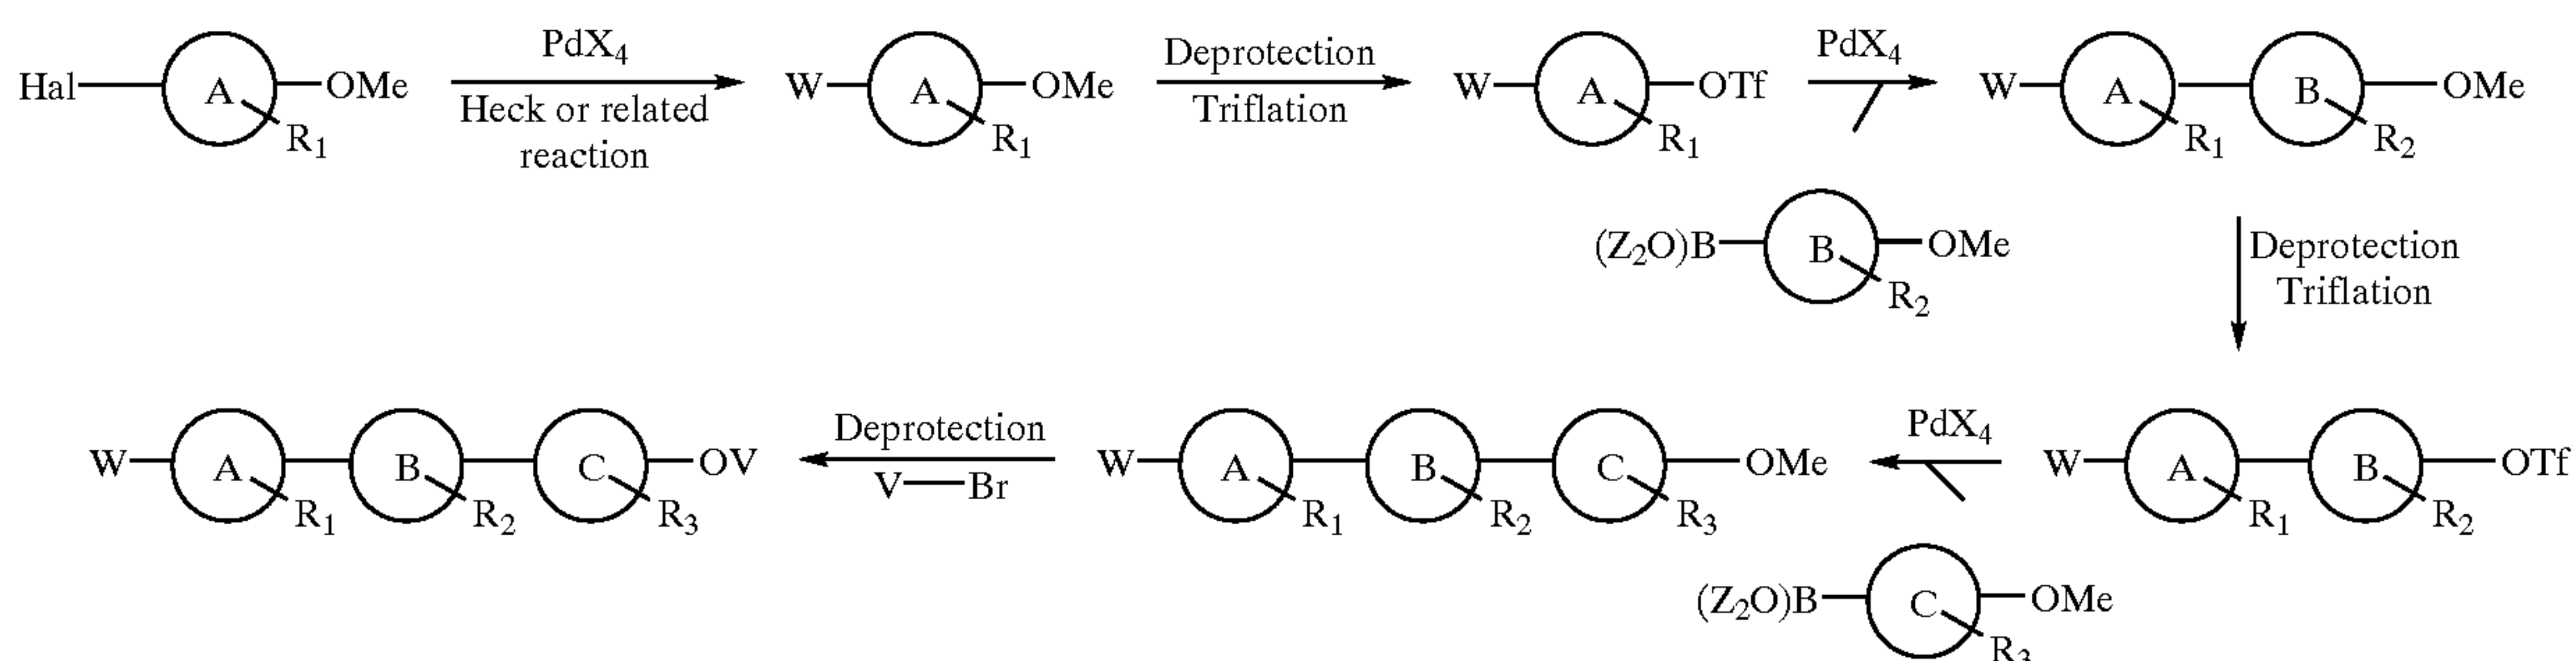 Hal A OMe R₁
PdX₄
Heck or related
reaction
W A OMe R₁
Deprotection
Triflation
W A OTf R₁
PdX₄
(Z₂O)B B OMe R₂
W A R₁ B OMe R₂
Deprotection
Triflation
W A R₁ B OTf R₂
PdX₄
(Z₂O)B C OMe R₃
W A R₁ B R₂ C OMe R₃
Deprotection
V—Br
W A R₁ B R₂ C OV R₃